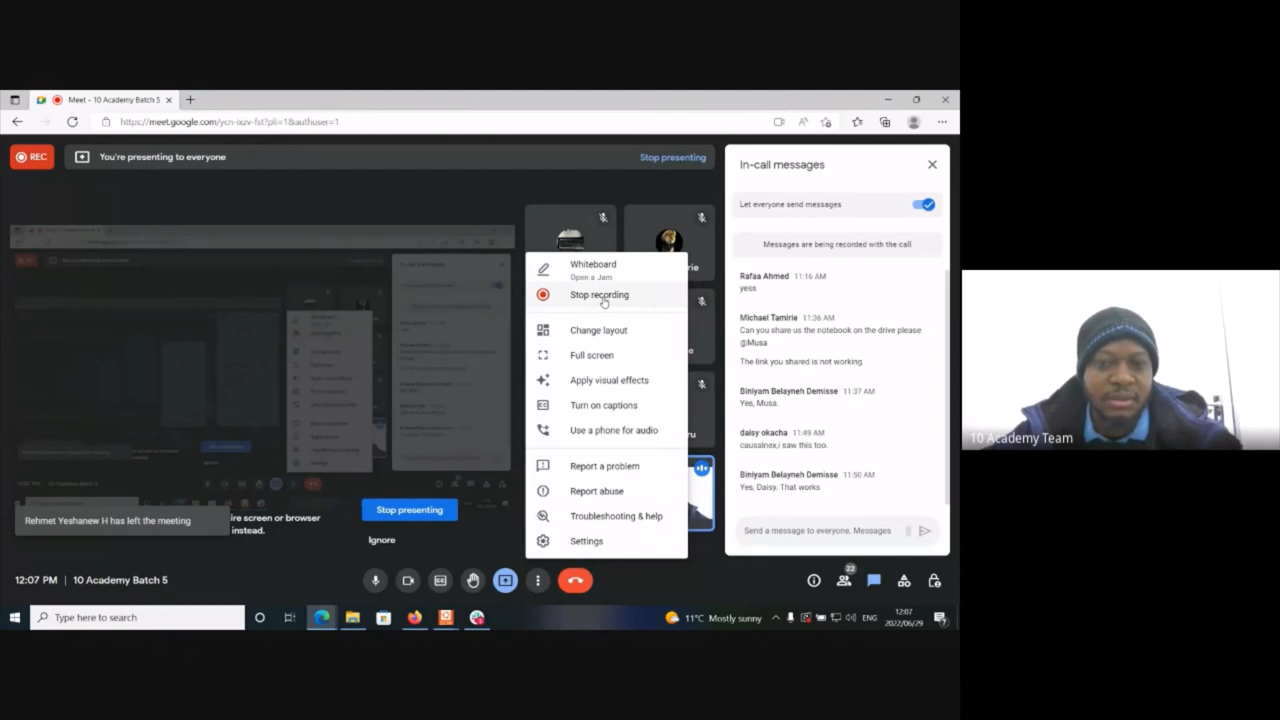 Meet - 10 Academy Batch 5
https://meet.google.com/ycn-ixzv-fst?pli=1&authuser=1
REC
You're presenting to everyone
Stop presenting
rie
e
ru
Whiteboard
Open a Jam
Stop recording
Change layout
Full screen
Apply visual effects
Turn on captions
Use a phone for audio
Report a problem
Report abuse
Troubleshooting & help
Settings
In-call messages
Let everyone send messages
Messages are being recorded with the call
Rafaa Ahmed 11:16 AM
yess
Michael Tamirie 11:36 AM
Can you share us the notebook on the drive please
@Musa
The link you shared is not working
Biniyam Belayneh Demisse 11:37 AM
Yes, Musa.
daisy okacha 11:49 AM
causalnex,i saw this too.
Biniyam Belayneh Demisse 11:50 AM
Yes, Daisy. That works
Send a message to everyone. Messages
Rehmet Yeshanew H has left the meeting
ire screen or browser
instead.
Stop presenting
Ignore
12:07 PM | 10 Academy Batch 5
22
Type here to search
11°C Mostly sunny
ENG
12:07
2022/06/29
10 Academy Team